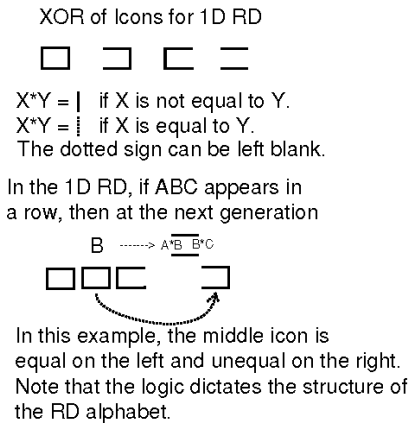 XOR of Icons for 1D RD
X*Y = | if X is not equal to Y.
X*Y = ⁞ if X is equal to Y.
The dotted sign can be left blank.
In the 1D RD, if ABC appears in
a row, then at the next generation
B -------> A*B B*C
In this example, the middle icon is
equal on the left and unequal on the right.
Note that the logic dictates the structure of
the RD alphabet.